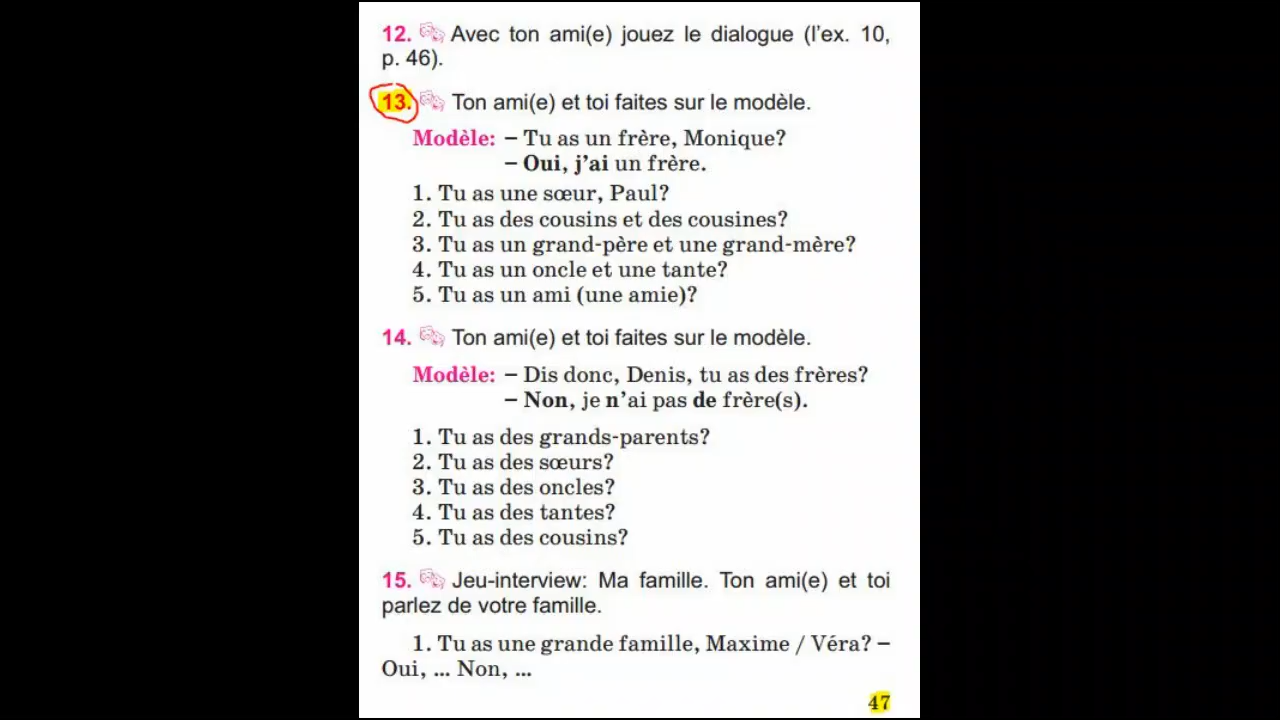 12. Avec ton ami(e) jouez le dialogue (l’ex. 10,
p. 46).
13. Ton ami(e) et toi faites sur le modèle.
Modèle: – Tu as un frère, Monique?
– Oui, j’ai un frère.
1. Tu as une sœur, Paul?
2. Tu as des cousins et des cousines?
3. Tu as un grand-père et une grand-mère?
4. Tu as un oncle et une tante?
5. Tu as un ami (une amie)?
14. Ton ami(e) et toi faites sur le modèle.
Modèle: – Dis donc, Denis, tu as des frères?
– Non, je n’ai pas de frère(s).
1. Tu as des grands-parents?
2. Tu as des sœurs?
3. Tu as des oncles?
4. Tu as des tantes?
5. Tu as des cousins?
15. Jeu-interview: Ma famille. Ton ami(e) et toi
parlez de votre famille.
1. Tu as une grande famille, Maxime / Véra? –
Oui, ... Non, ...
47